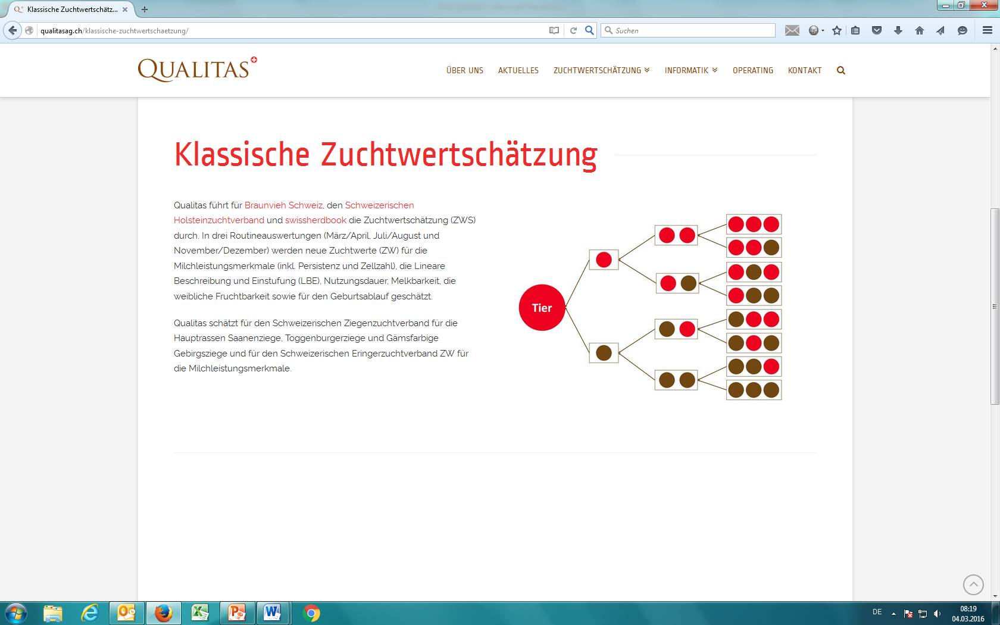 Klassische Zuchtwertschätz...
qualitasag.ch/klassische-zuchtwertschaetzung/
Suchen
QUALITAS
ÜBER UNS
AKTUELLES
ZUCHTWERTSCHÄTZUNG
INFORMATIK
OPERATING
KONTAKT
Klassische Zuchtwertschätzung
Qualitas führt für Braunvieh Schweiz, den Schweizerischen
Holsteinzuchtverband und swissherdbook die Zuchtwertschätzung (ZWS)
durch. In drei Routineauswertungen (März/April, Juli/August und
November/Dezember) werden neue Zuchtwerte (ZW) für die
Milchleistungsmerkmale (inkl. Persistenz und Zellzahl), die Lineare
Beschreibung und Einstufung (LBE), Nutzungsdauer, Melkbarkeit, die
weibliche Fruchtbarkeit sowie für den Geburtsablauf geschätzt.
Qualitas schätzt für den Schweizerischen Ziegenzuchtverband für die
Hauptrassen Saanenziege, Toggenburgerziege und Gämsfarbige
Gebirgsziege und für den Schweizerischen Eringerzuchtverband ZW für
die Milchleistungsmerkmale.
Tier
DE
08:19
04.03.2016